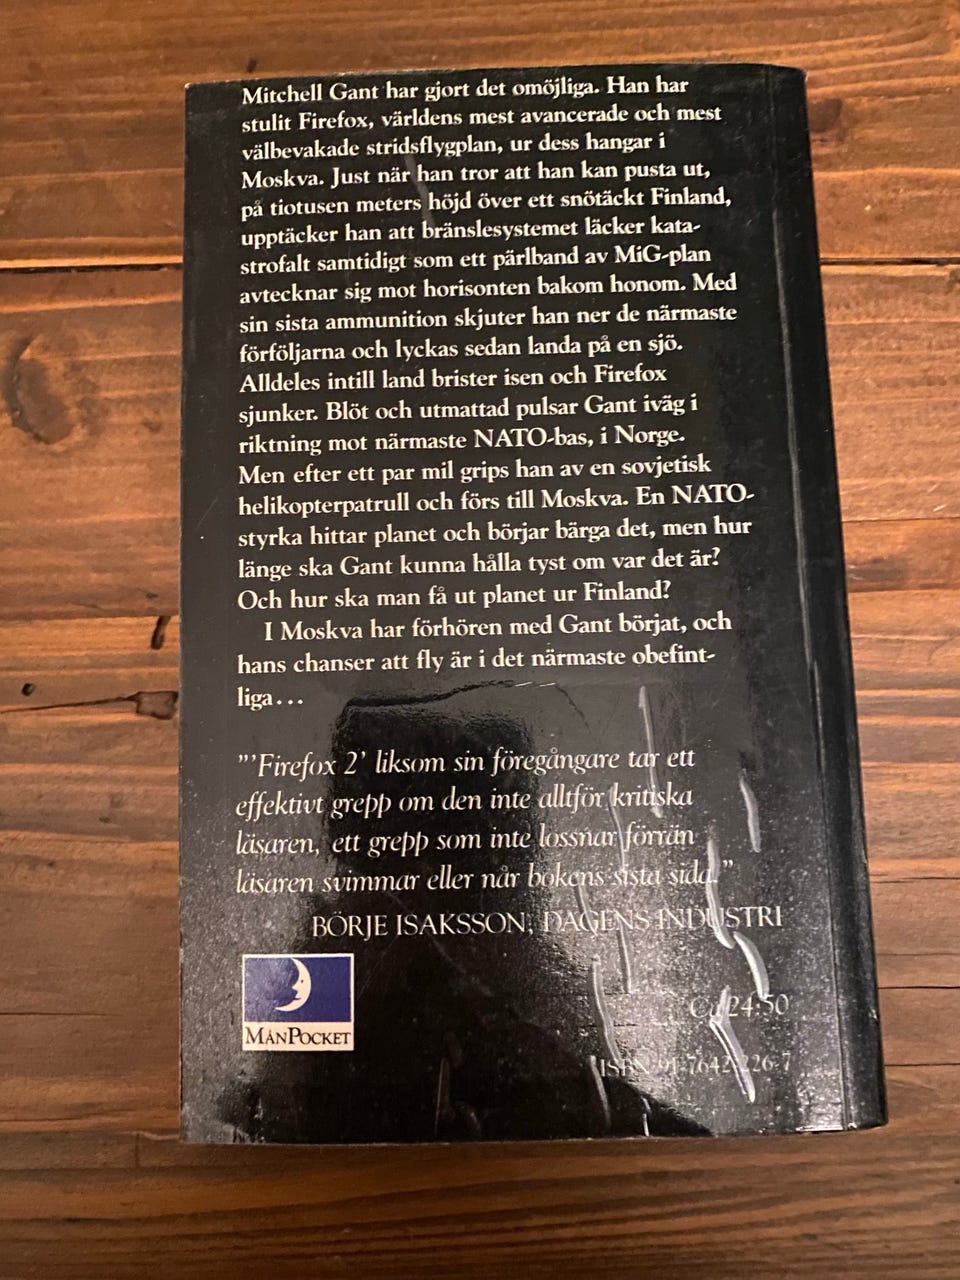 Mitchell Gant har gjort det omöjliga. Han har
stulit Firefox, världens mest avancerade och mest
välbevakade stridsflygplan, ur dess hangar i
Moskva. Just när han tror att han kan pusta ut,
på tiotusen meters höjd över ett snötäckt Finland,
upptäcker han att bränslesystemet läcker kata-
strofalt samtidigt som ett pärlband av MiG-plan
avtecknar sig mot horisonten bakom honom. Med
sin sista ammunition skjuter han ner de närmaste
förföljarna och lyckas sedan landa på en sjö.
Alldeles intill land brister isen och Firefox
sjunker. Blöt och utmattad pulsar Gant iväg i
riktning mot närmaste NATO-bas, i Norge.
Men efter ett par mil grips han av en sovjetisk
helikopterpatrull och förs till Moskva. En NATO-
styrka hittar planet och börjar bärga det, men hur
länge ska Gant kunna hålla tyst om var det är?
Och hur ska man få ut planet ur Finland?
I Moskva har förhören med Gant börjat, och
hans chanser att fly är i det närmaste obefint-
liga...
"'Firefox 2' liksom sin föregångare tar ett
effektivt grepp om den inte alltför kritiska
läsaren, ett grepp som inte lossnar förrän
läsaren svimmar eller når bokens sista sida."
BÖRJE ISAKSSON, DAGENS INDUSTRI
MÅNPOCKET
Ca 24:50
ISBN 91-7642-226-7